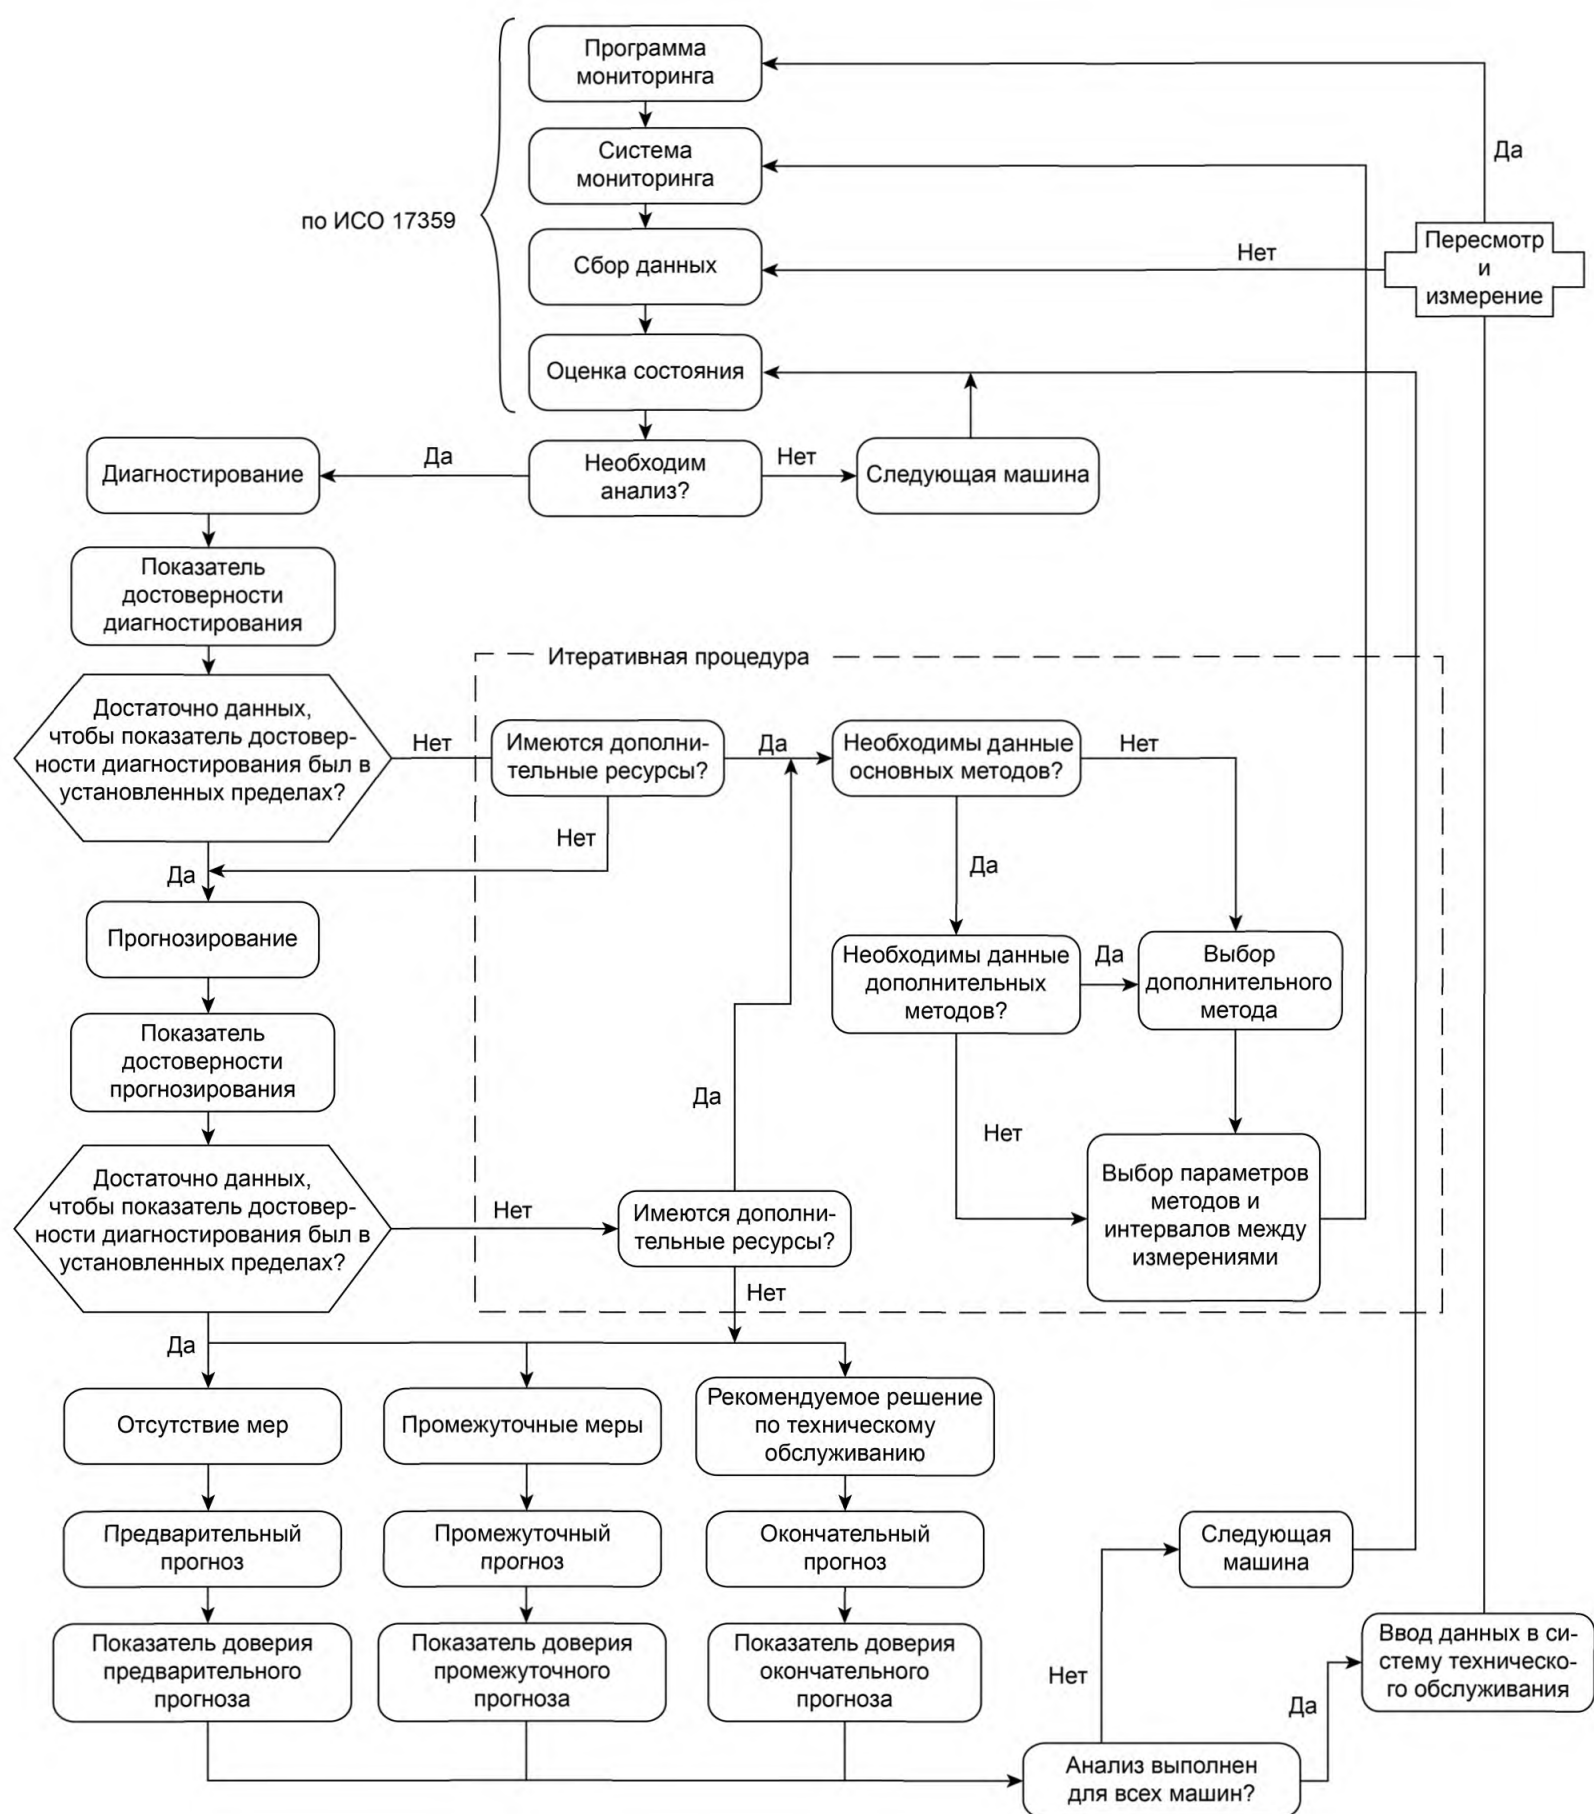 Программа
мониторинга
Система
мониторинга
Да
по ИСО 17359
Сбор данных
Нет
Пересмотр
и
измерение
Оценка состояния
Диагностирование
Да
Необходим
анализ?
Нет
Следующая машина
Показатель
достоверности
диагностирования
Итеративная процедура
Достаточно данных,
чтобы показатель достовер-
ности диагностирования был в
установленных пределах?
Нет
Имеются дополни-
тельные ресурсы?
Да
Необходимы данные
основных методов?
Нет
Нет
Да
Да
Прогнозирование
Необходимы данные
дополнительных
методов?
Да
Выбор
дополнительного
метода
Показатель
достоверности
прогнозирования
Да
Нет
Достаточно данных,
чтобы показатель достовер-
ности диагностирования был в
установленных пределах?
Нет
Имеются дополни-
тельные ресурсы?
Выбор параметров
методов и
интервалов между
измерениями
Нет
Да
Отсутствие мер
Промежуточные меры
Рекомендуемое решение
по техническому
обслуживанию
Предварительный
прогноз
Промежуточный
прогноз
Окончательный
прогноз
Следующая
машина
Показатель доверия
предварительного
прогноза
Показатель доверия
промежуточного
прогноза
Показатель доверия
окончательного
прогноза
Нет
Да
Ввод данных в си-
стему техническо-
го обслуживания
Анализ выполнен
для всех машин?